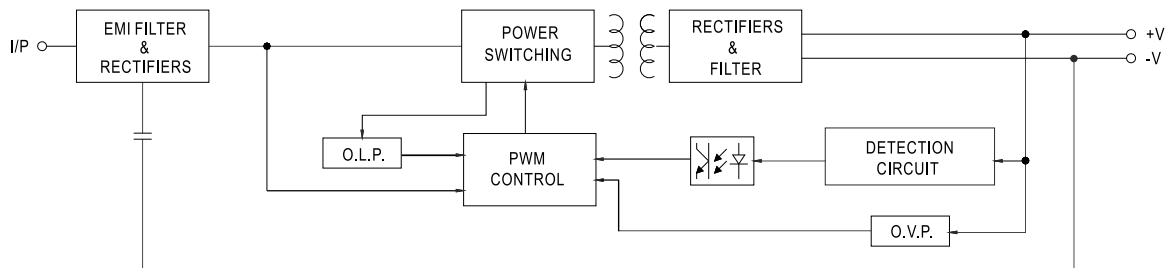 I/P
EMI FILTER
&
RECTIFIERS
POWER
SWITCHING
RECTIFIERS
&
FILTER
+V
-V
O.L.P.
PWM
CONTROL
DETECTION
CIRCUIT
O.V.P.